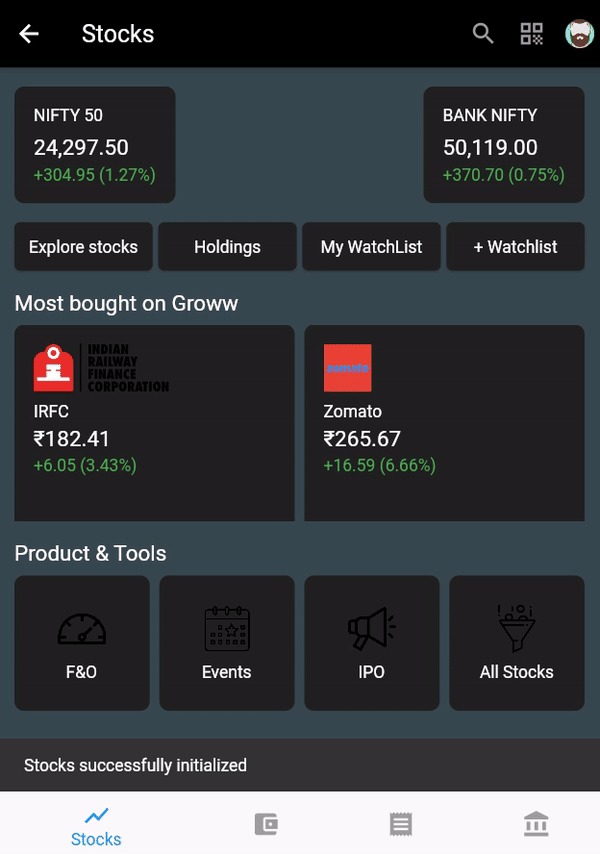 Stocks
NIFTY 50
24,297.50
+304.95 (1.27%)
BANK NIFTY
50,119.00
+370.70 (0.75%)
Explore stocks
Holdings
My WatchList
+ Watchlist
Most bought on Groww
INDIAN
RAILWAY
FINANCE
CORPORATION
IRFC
₹182.41
+6.05 (3.43%)
zomato
Zomato
₹265.67
+16.59 (6.66%)
Product & Tools
F&O
Events
IPO
All Stocks
Stocks successfully initialized
Stocks